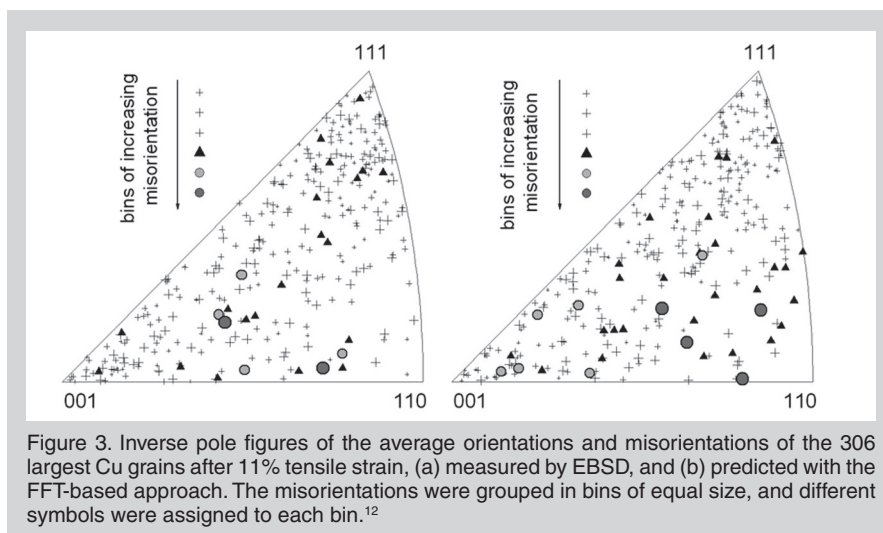 111
bins of increasing
misorientation
001
110
111
bins of increasing
misorientation
001
110
Figure 3. Inverse pole figures of the average orientations and misorientations of the 306
largest Cu grains after 11% tensile strain, (a) measured by EBSD, and (b) predicted with the
FFT-based approach. The misorientations were grouped in bins of equal size, and different
symbols were assigned to each bin.¹²